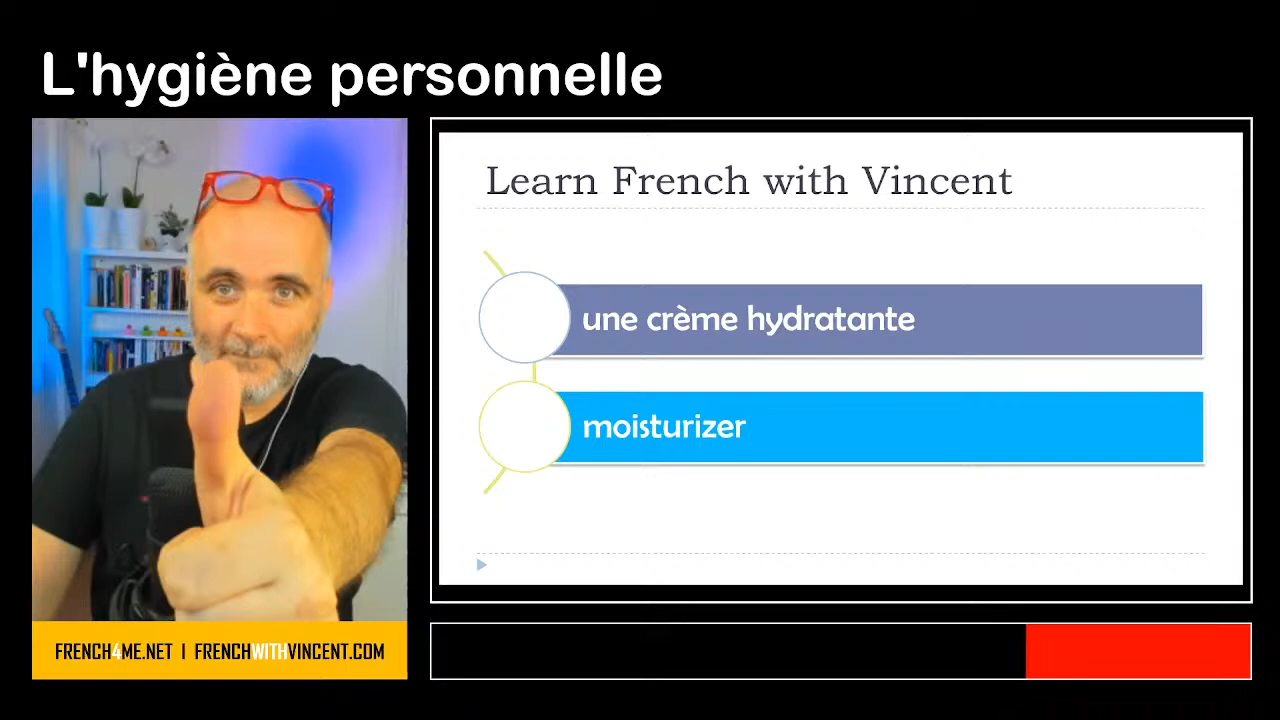 L'hygiène personnelle
Learn French with Vincent
une crème hydratante
moisturizer
FRENCH4ME.NET I FRENCHWITHVINCENT.COM